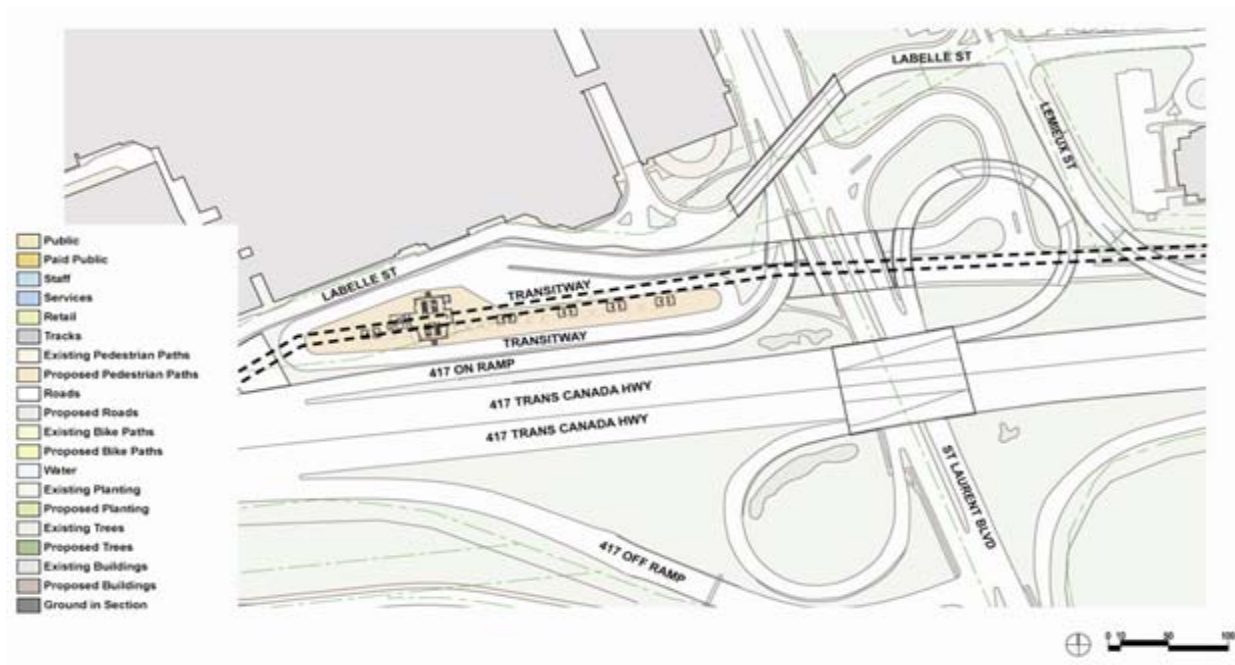 LABELLE ST
LEMIEUX ST
LABELLE ST
TRANSITWAY
TRANSITWAY
417 ON RAMP
417 TRANS CANADA HWY
417 TRANS CANADA HWY
ST LAURENT BLVD
417 OFF RAMP
Public
Paid Public
Staff
Services
Retail
Tracks
Existing Pedestrian Paths
Proposed Pedestrian Paths
Roads
Proposed Roads
Existing Bike Paths
Proposed Bike Paths
Water
Existing Planting
Proposed Planting
Existing Trees
Proposed Trees
Existing Buildings
Proposed Buildings
Ground in Section
0 10 50 100